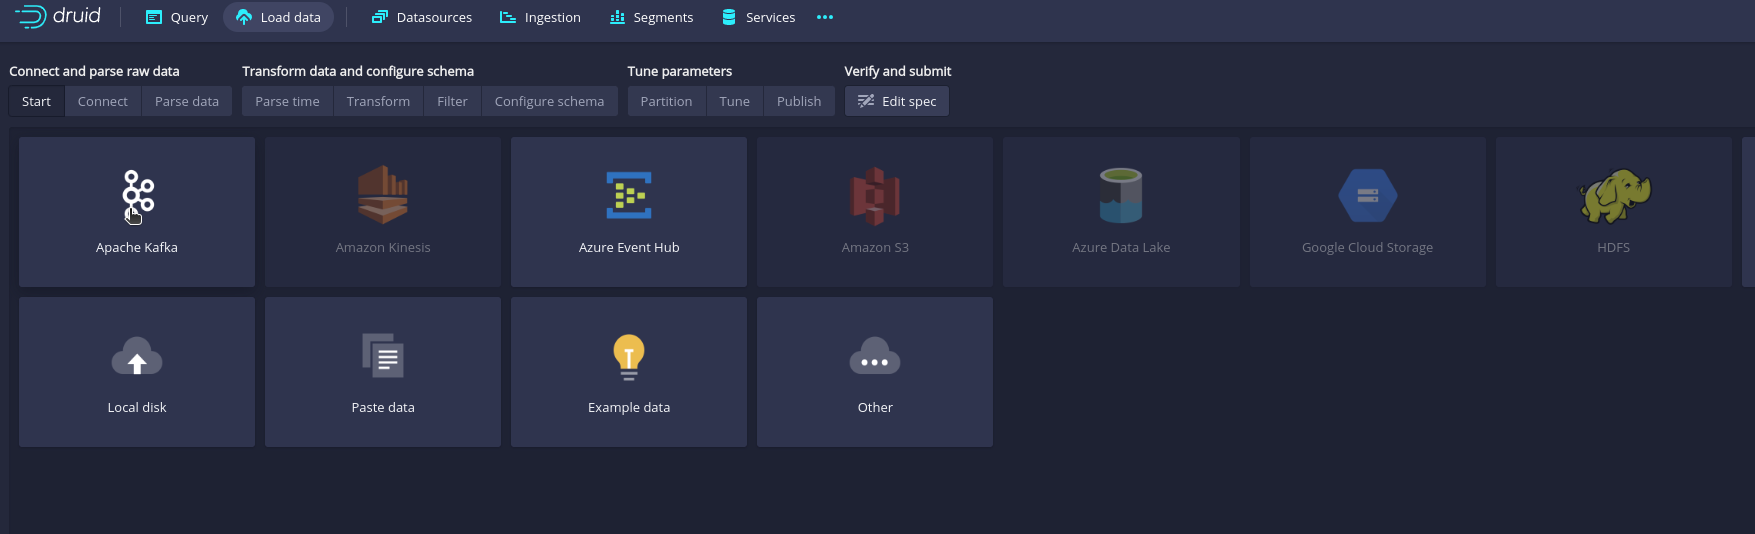 druid Query Load data Datasources Ingestion Segments Services
Connect and parse raw data Transform data and configure schema Tune parameters Verify and submit
Start Connect Parse data Parse time Transform Filter Configure schema Partition Tune Publish Edit spec
Apache Kafka Amazon Kinesis Azure Event Hub Amazon S3 Azure Data Lake Google Cloud Storage HDFS
Local disk Paste data Example data Other